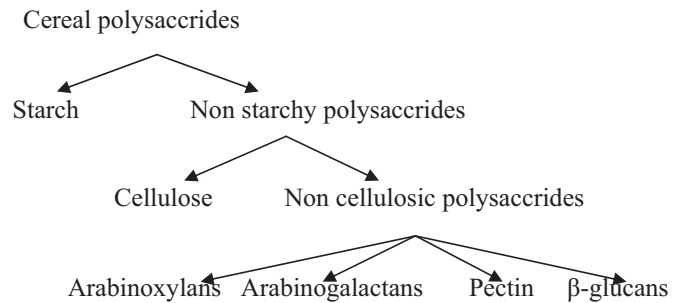 Cereal polysaccrides
Starch Non starchy polysaccrides
Cellulose Non cellulosic polysaccrides
Arabinoxylans Arabinogalactans Pectin β-glucans